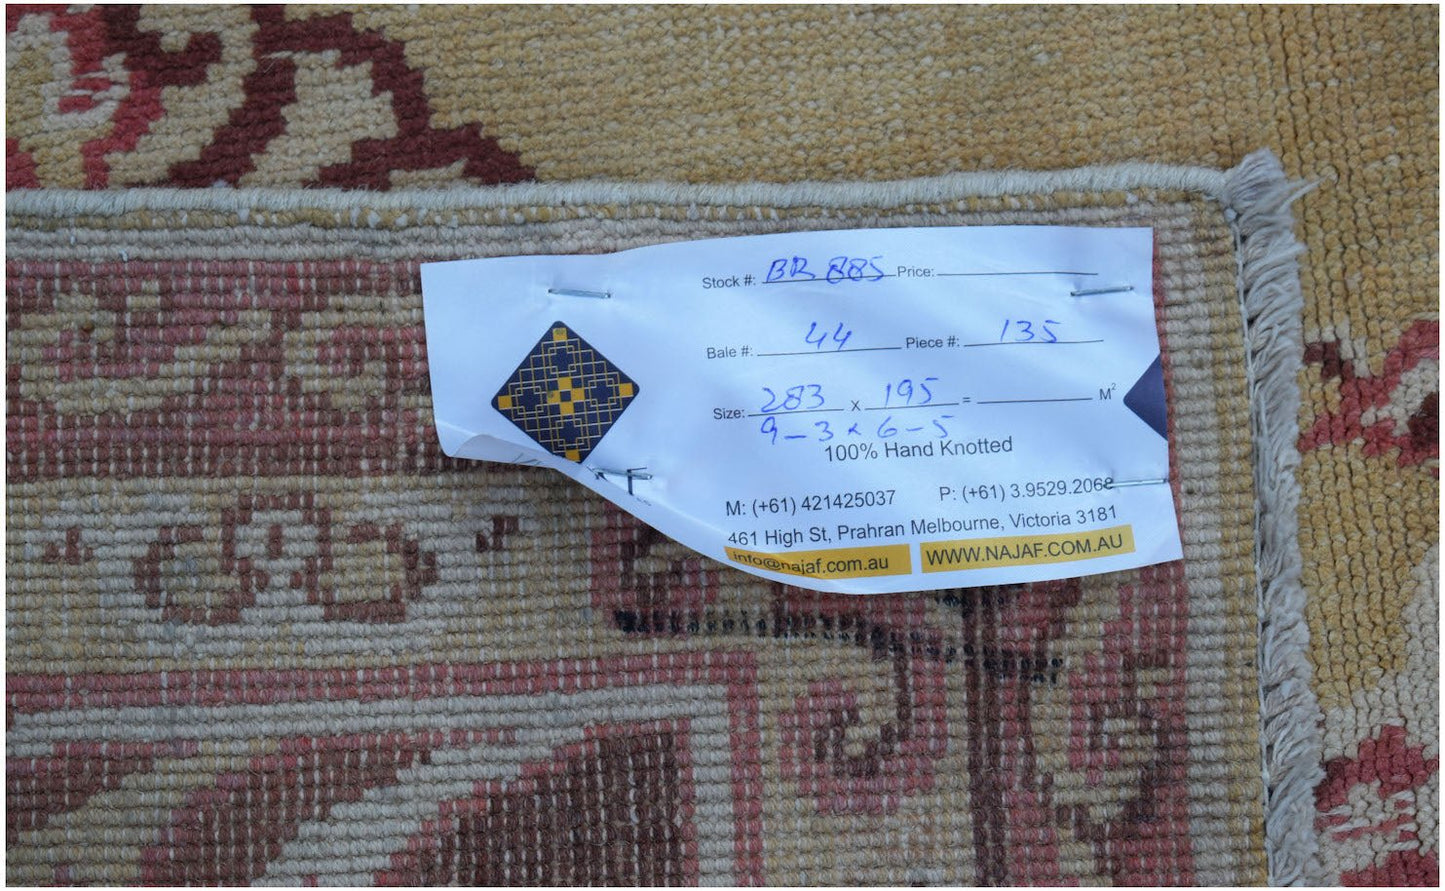 Stock #: BR 885 Price:
Bale #: 44 Piece #: 135
Size: 283 x 195 = M²
9-3 x 6-5
100% Hand Knotted
M: (+61) 421425037 P: (+61) 3.9529.2068
461 High St, Prahran Melbourne, Victoria 3181
info@najaf.com.au WWW.NAJAF.COM.AU